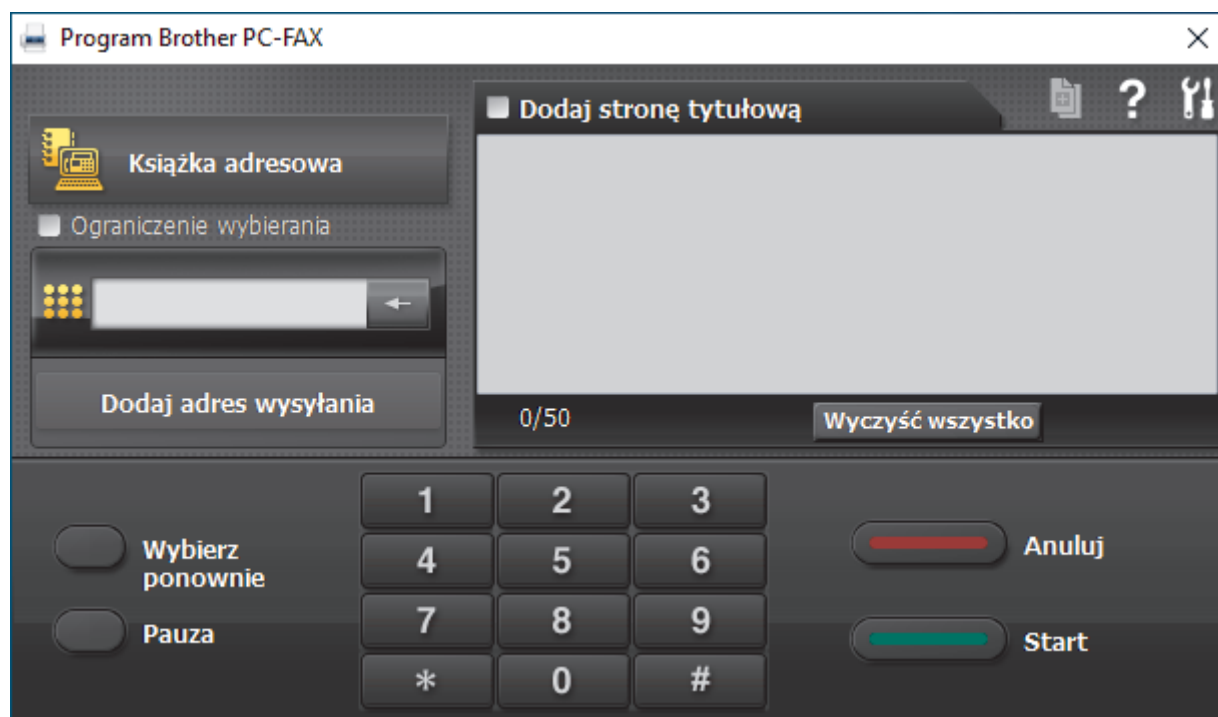 Program Brother PC-FAX
Dodaj stronę tytułową
?
Książka adresowa
Ograniczenie wybierania
Dodaj adres wysyłania
0/50
Wyczyść wszystko
1 2 3
4 5 6
7 8 9
* 0 #
Wybierz
ponownie
Pauza
Anuluj
Start